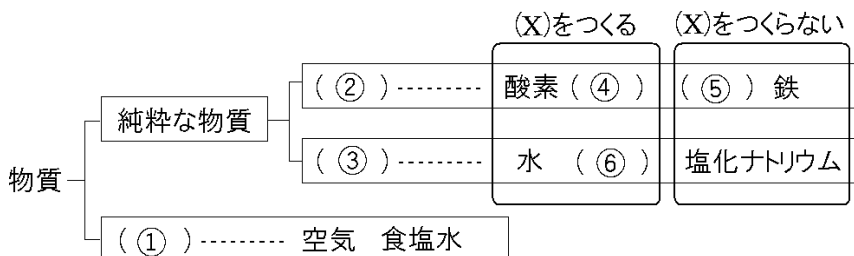 (X)をつくる (X)をつくらない
( ② ) --------- 酸素 ( ④ ) ( ⑤ ) 鉄
純粋な物質
( ③ ) --------- 水 ( ⑥ ) 塩化ナトリウム
物質
( ① ) --------- 空気 食塩水